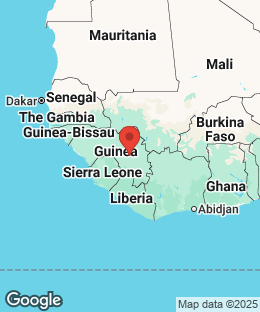 Mauritania
Mali
Dakar
Senegal
The Gambia
Burkina
Faso
Guinea-Bissau
Guinea
Sierra Leone
Ghana
Liberia
Abidjan
Google
Map data ©2025